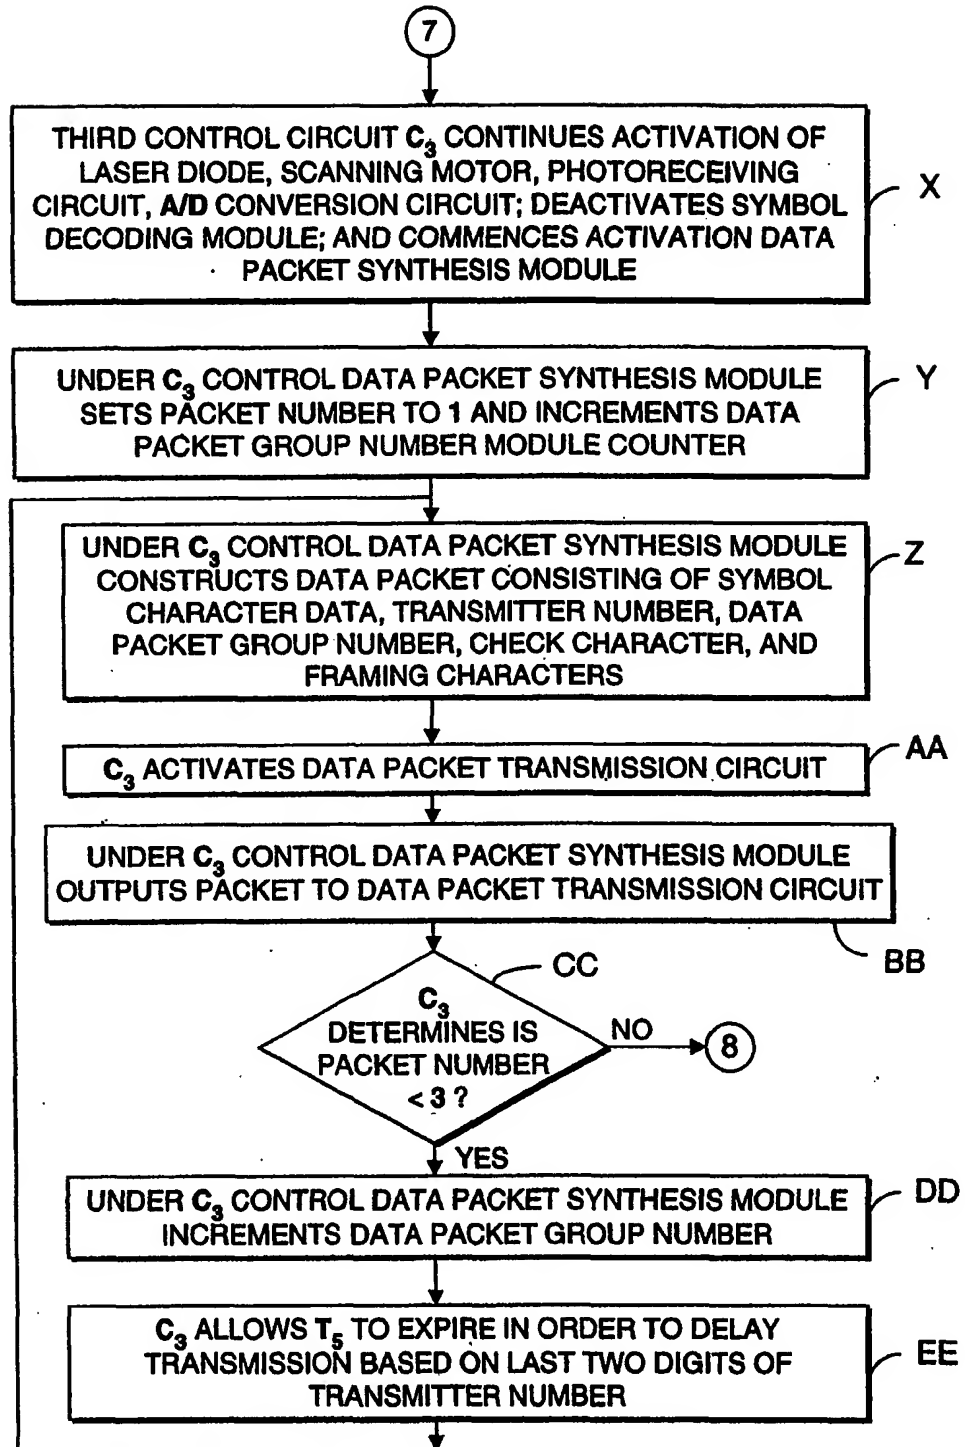 7
THIRD CONTROL CIRCUIT C3 CONTINUES ACTIVATION OF
LASER DIODE, SCANNING MOTOR, PHOTORECEIVING
CIRCUIT, A/D CONVERSION CIRCUIT; DEACTIVATES SYMBOL
DECODING MODULE; AND COMMENCES ACTIVATION DATA
PACKET SYNTHESIS MODULE
X
UNDER C3 CONTROL DATA PACKET SYNTHESIS MODULE
SETS PACKET NUMBER TO 1 AND INCREMENTS DATA
PACKET GROUP NUMBER MODULE COUNTER
Y
UNDER C3 CONTROL DATA PACKET SYNTHESIS MODULE
CONSTRUCTS DATA PACKET CONSISTING OF SYMBOL
CHARACTER DATA, TRANSMITTER NUMBER, DATA
PACKET GROUP NUMBER, CHECK CHARACTER, AND
FRAMING CHARACTERS
Z
C3 ACTIVATES DATA PACKET TRANSMISSION CIRCUIT
AA
UNDER C3 CONTROL DATA PACKET SYNTHESIS MODULE
OUTPUTS PACKET TO DATA PACKET TRANSMISSION CIRCUIT
BB
CC
C3
DETERMINES IS
PACKET NUMBER
< 3 ?
NO
8
YES
UNDER C3 CONTROL DATA PACKET SYNTHESIS MODULE
INCREMENTS DATA PACKET GROUP NUMBER
DD
C3 ALLOWS T5 TO EXPIRE IN ORDER TO DELAY
TRANSMISSION BASED ON LAST TWO DIGITS OF
TRANSMITTER NUMBER
EE